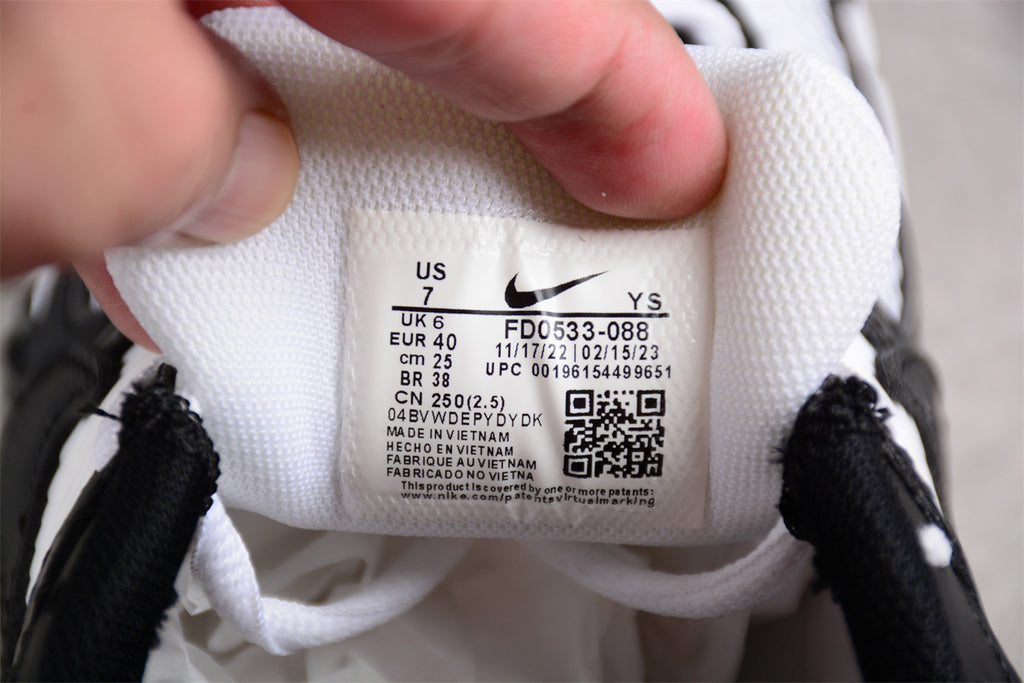 US
7
YS
UK 6
FD0533-088
EUR 40
11/17/22 | 02/15/23
cm 25
UPC 00196154499651
BR 38
CN 250(2.5)
04BVWDEPYDYDK
MADE IN VIETNAM
HECHO EN VIETNAM
FABRIQUE AU VIETNAM
FABRICADO NO VIETNA
This product is covered by one or more patents:
www.nike.com/patentsvirtualmarking